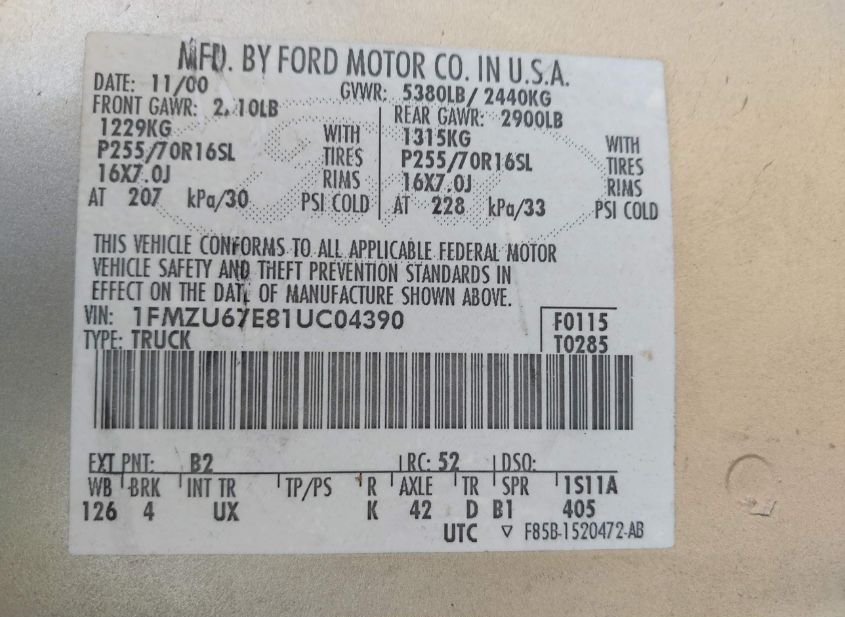 MFD. BY FORD MOTOR CO. IN U.S.A.
DATE: 11/00 GVWR: 5380LB/ 2440KG
FRONT GAWR: 2, 10LB REAR GAWR: 2900LB
1229KG WITH 1315KG WITH
P255/70R16SL TIRES P255/70R16SL TIRES
16X7.0J RIMS 16X7.0J RIMS
AT 207 kPa/30 PSI COLD AT 228 kPa/33 PSI COLD
THIS VEHICLE CONFORMS TO ALL APPLICABLE FEDERAL MOTOR
VEHICLE SAFETY AND THEFT PREVENTION STANDARDS IN
EFFECT ON THE DATE OF MANUFACTURE SHOWN ABOVE.
VIN: 1FMZU67E81UC04390 F0115
TYPE: TRUCK T0285
EXT PNT: B2 RC: 52 DSO:
WB BRK INT TR TP/PS R AXLE TR SPR 1S11A
126 4 UX K 42 D B1 405
UTC F85B-1520472-AB